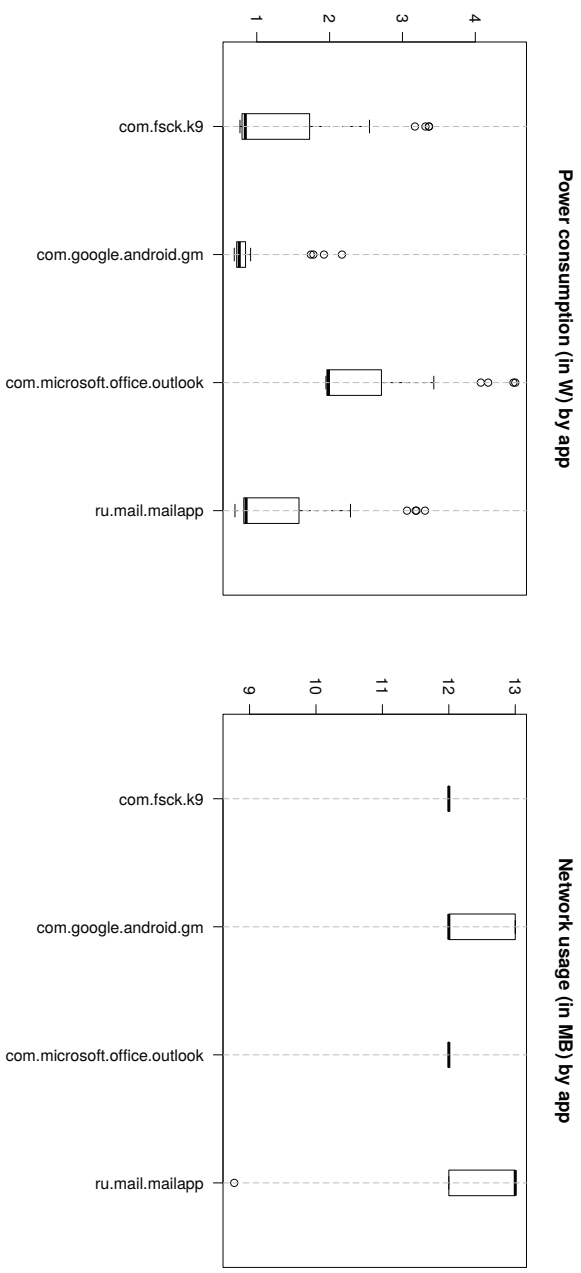 Power consumption (in W) by app
1
2
3
4
com.fsck.k9
com.google.android.gm
com.microsoft.office.outlook
ru.mail.mailapp
Network usage (in MB) by app
9
10
11
12
13
com.fsck.k9
com.google.android.gm
com.microsoft.office.outlook
ru.mail.mailapp